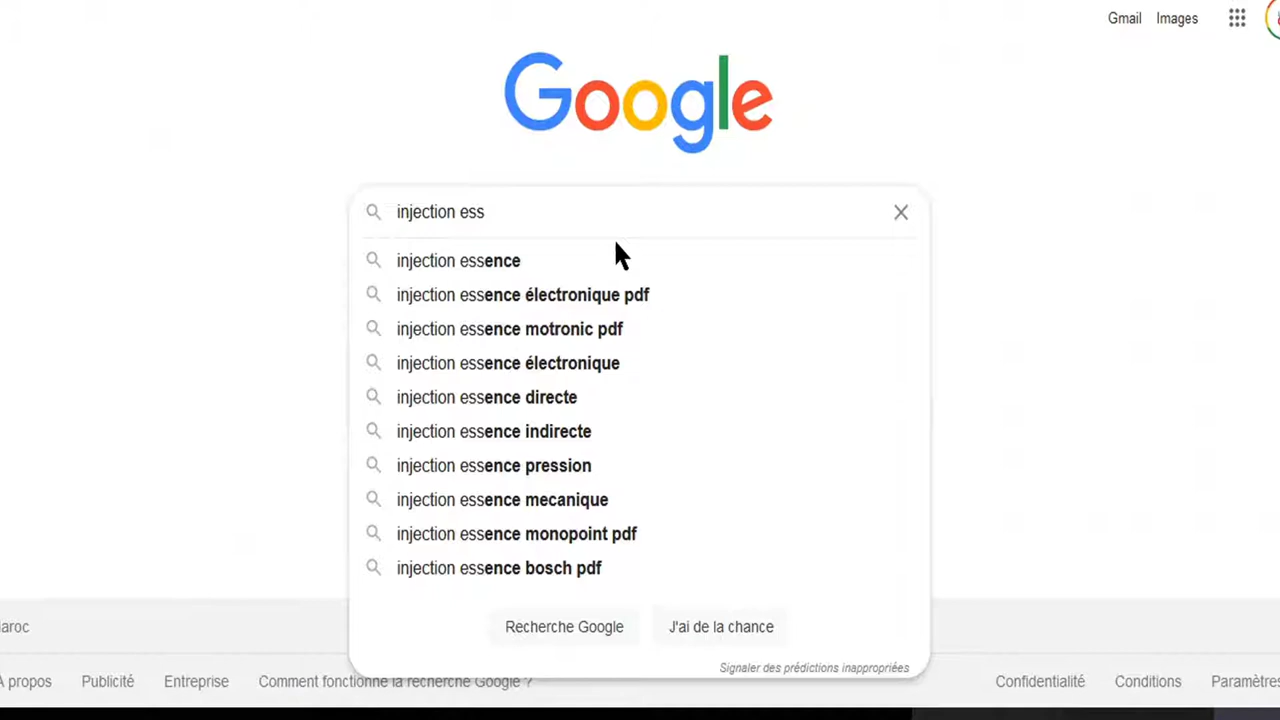 Gmail Images
Google
injection ess
injection essence
injection essence électronique pdf
injection essence motronic pdf
injection essence électronique
injection essence directe
injection essence indirecte
injection essence pression
injection essence mecanique
injection essence monopoint pdf
injection essence bosch pdf
Recherche Google J'ai de la chance
Signaler des prédictions inappropriées
aroc
À propos Publicité Entreprise Comment fonctionne la recherche Google ? Confidentialité Conditions Paramètres